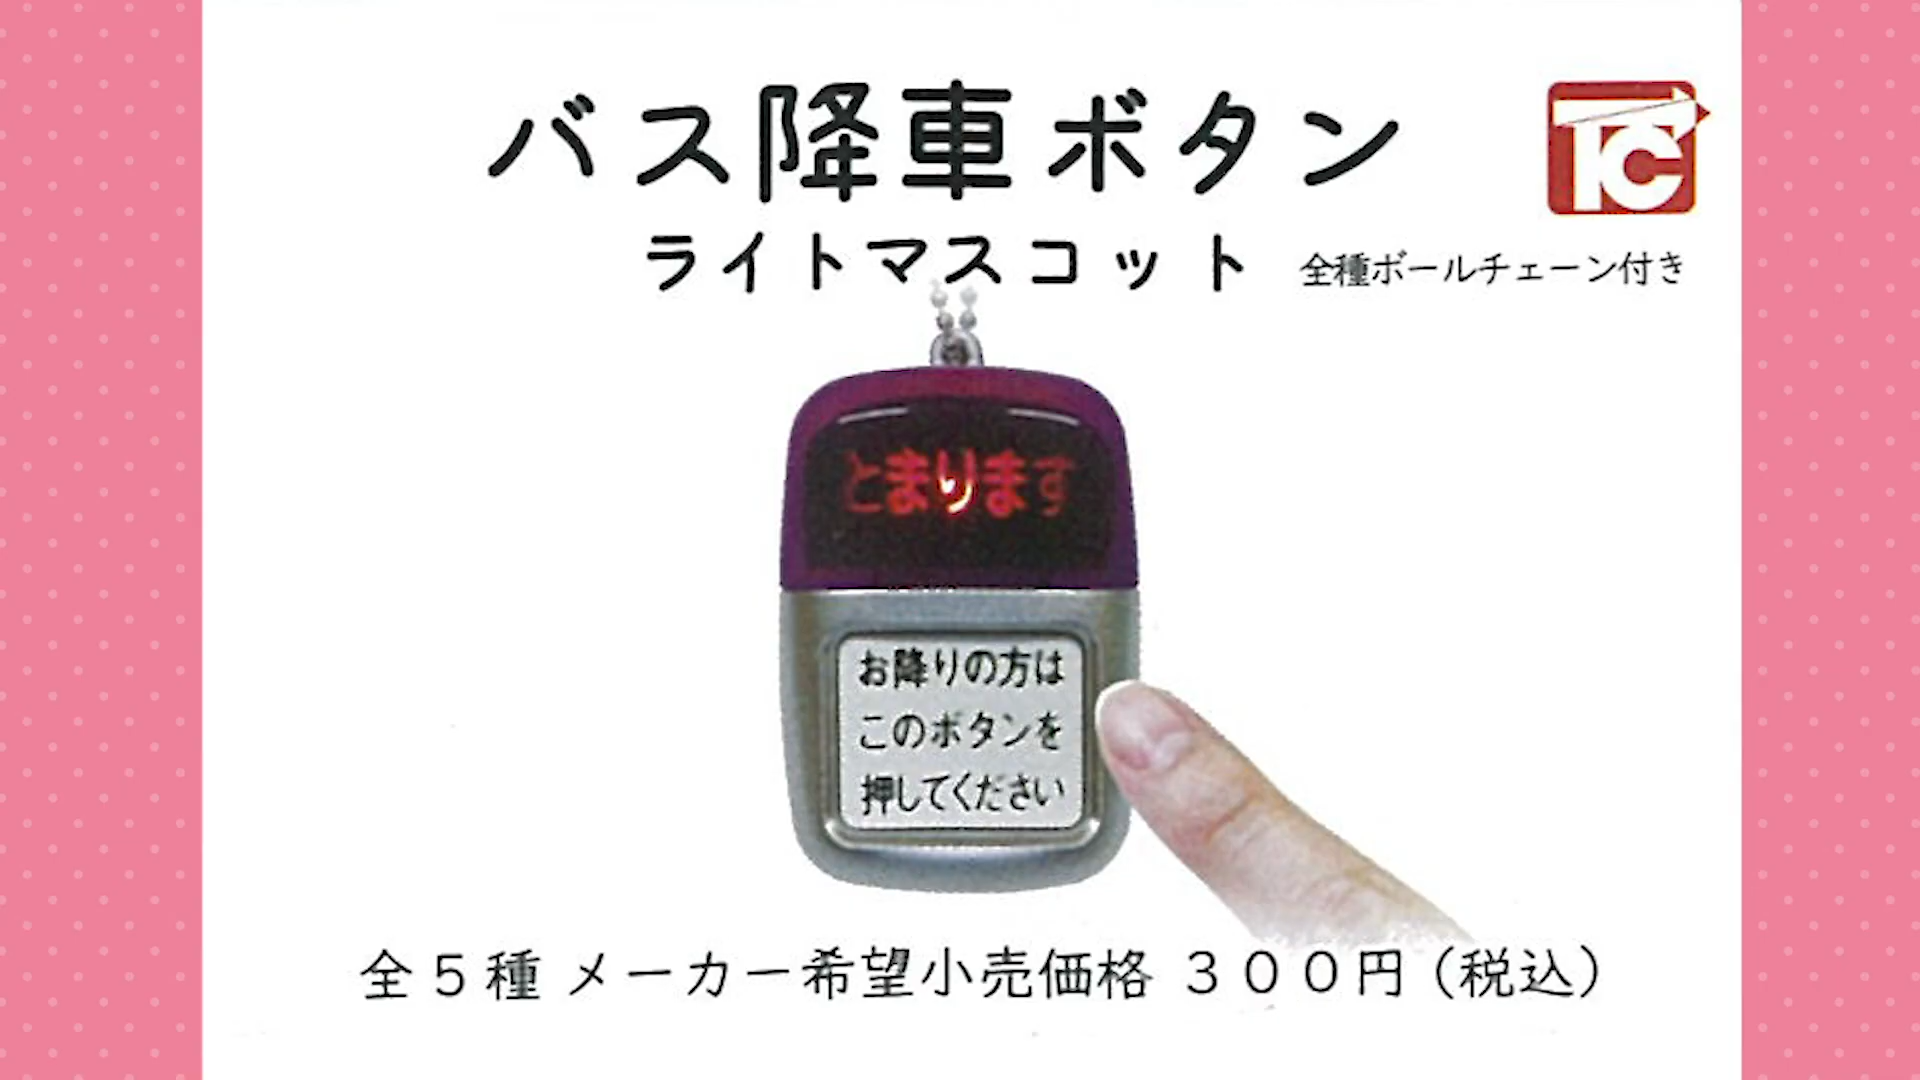 バス降車ボタン
TC
ライトマスコット
全種ボールチェーン付き
とまります
お降りの方は
このボタンを
押してください
全5種 メーカー希望小売価格 300円(税込)